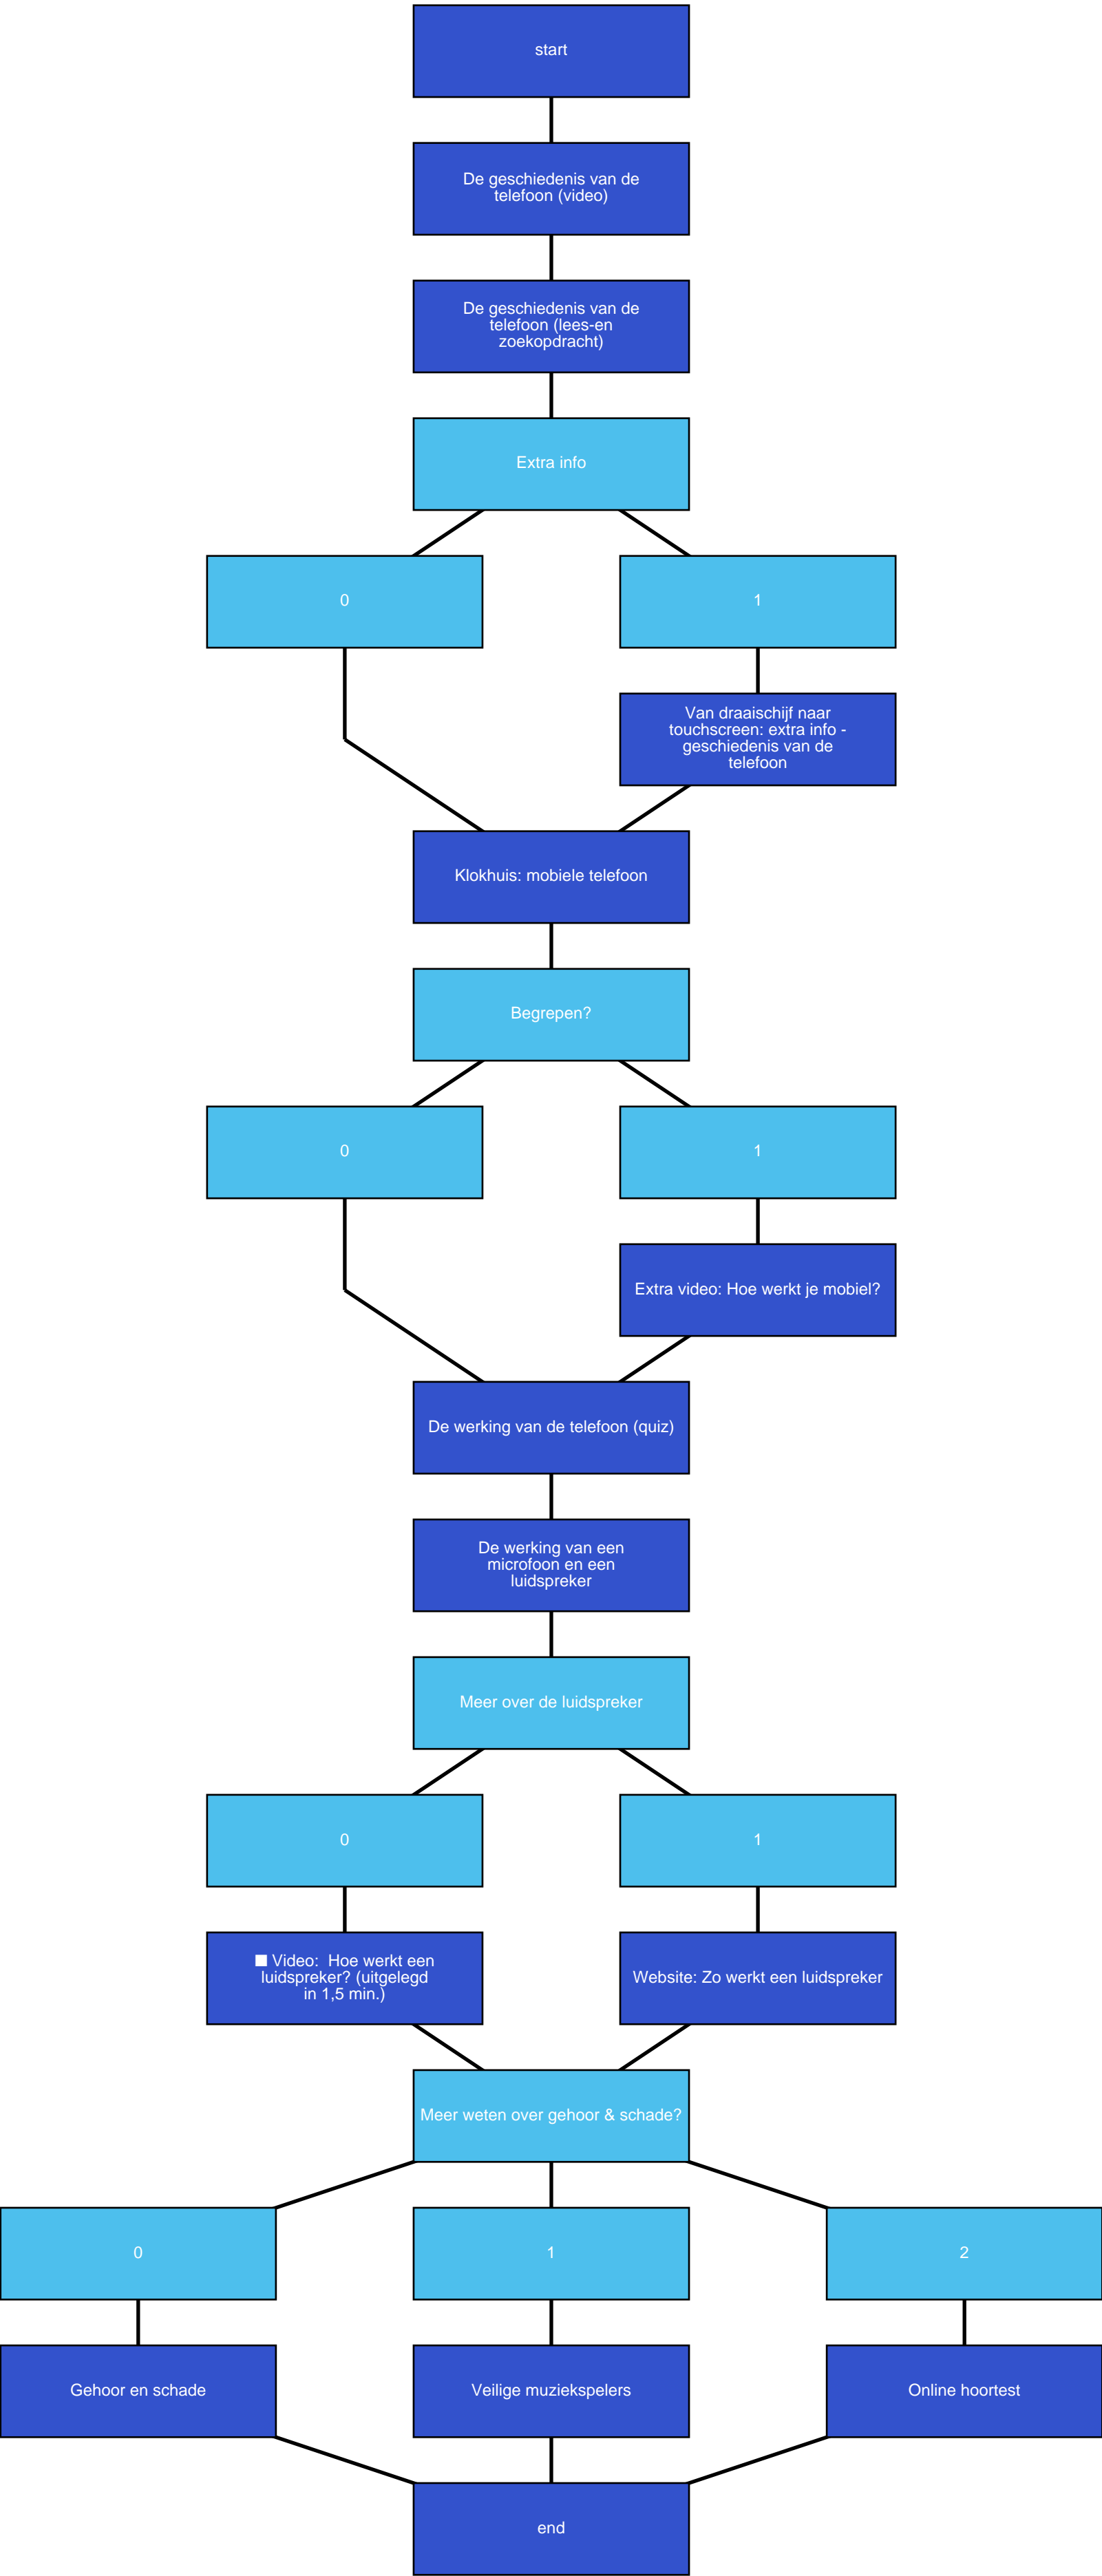 start
De geschiedenis van de
telefoon (video)
De geschiedenis van de
telefoon (lees-en
zoekopdracht)
Extra info
0
1
Van draaischijf naar
touchscreen: extra info -
geschiedenis van de
telefoon
Klokhuis: mobiele telefoon
Begrepen?
0
1
Extra video: Hoe werkt je mobiel?
De werking van de telefoon (quiz)
De werking van een
microfoon en een
luidspreker
Meer over de luidspreker
0
1
■ Video:  Hoe werkt een
luidspreker? (uitgelegd
in 1,5 min.)
Website: Zo werkt een luidspreker
Meer weten over gehoor & schade?
0
1
2
Gehoor en schade
Veilige muziekspelers
Online hoortest
end